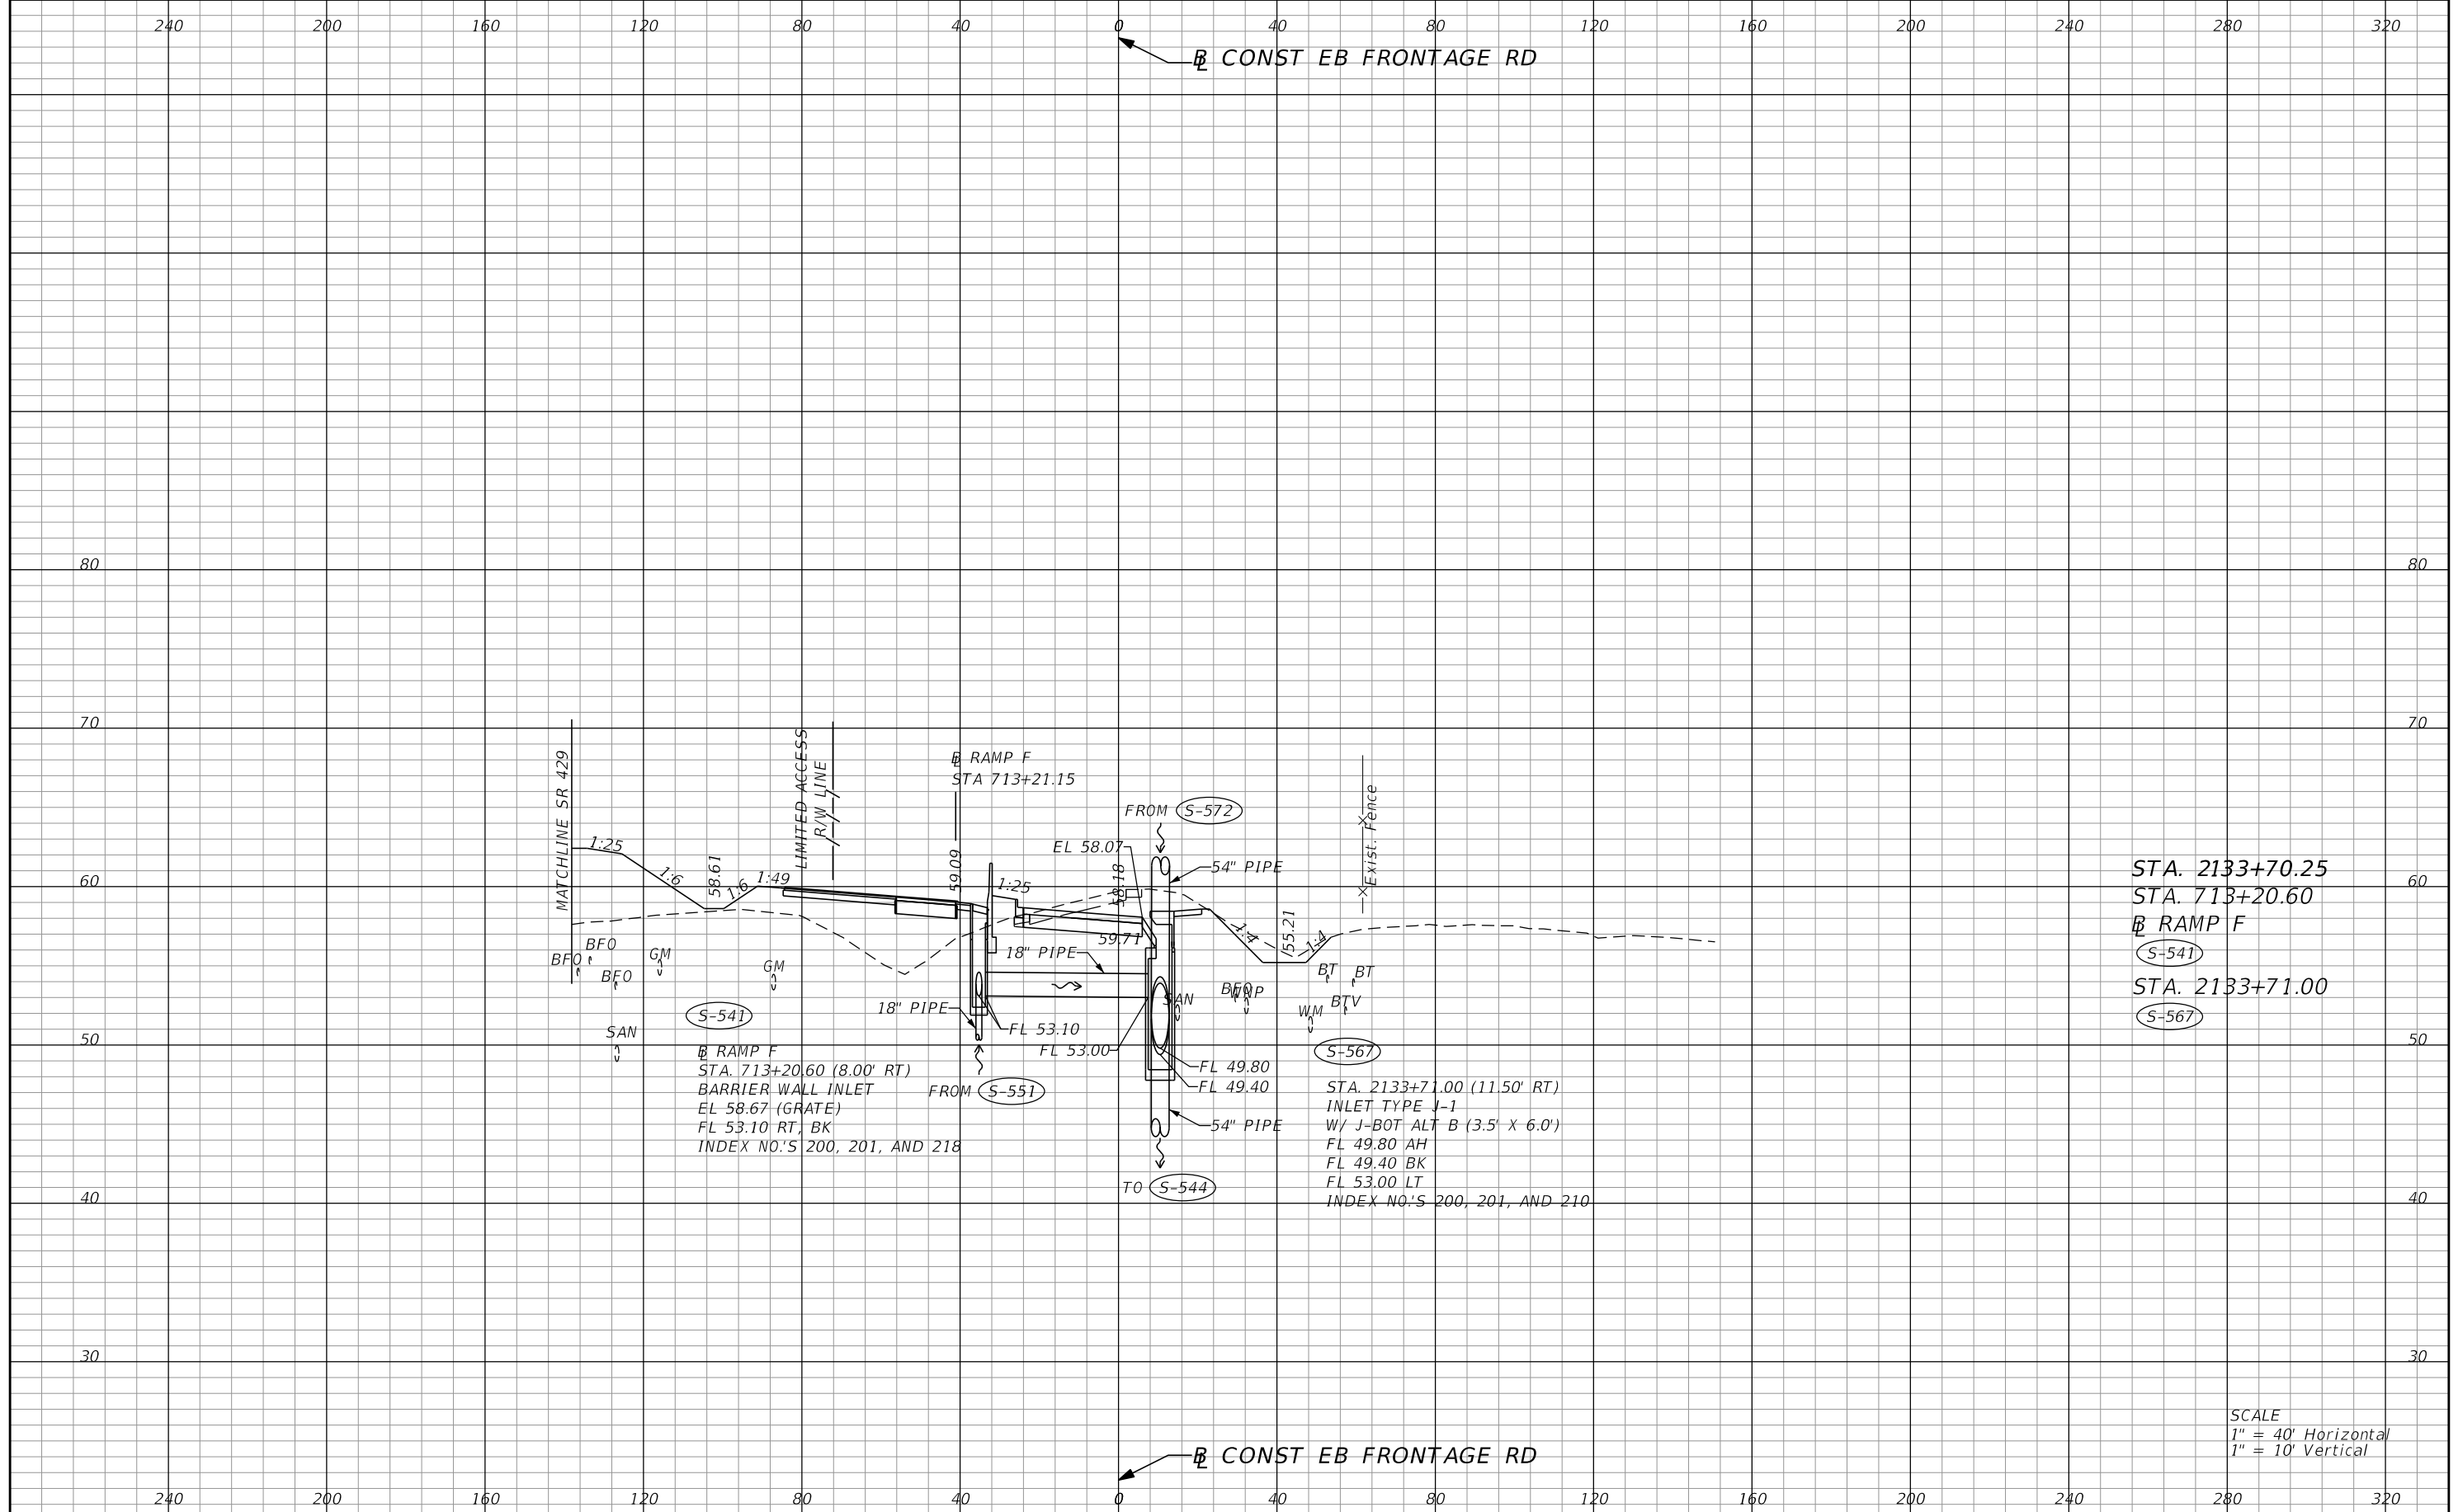 240 200 160 120 80 40 0 40 80 120 160 200 240 280 320
BL CONST EB FRONTAGE RD
80 80
70 70
MATCHLINE SR 429
LIMITED ACCESS
R/W LINE
BL RAMP F
STA 713+21.15
FROM S-572
Exist. Fence
EL 58.07
54" PIPE
1:25
1:6
58.61
1:6
1:49
59.09
1:25
58.18
60 60
STA. 2133+70.25
STA. 713+20.60
BL RAMP F
S-541
STA. 2133+71.00
S-567
59.71
1:4
55.21
1:4
18" PIPE
BFO
BFO
BFO
GM
GM
SAN
BFO
WMP
BT
BT
BTV
WM
SAN
18" PIPE
FL 53.10
FL 53.00
50 50
S-541
BL RAMP F
STA. 713+20.60 (8.00' RT)
BARRIER WALL INLET
EL 58.67 (GRATE)
FL 53.10 RT, BK
INDEX NO.'S 200, 201, AND 218
FROM S-551
FL 49.80
FL 49.40
54" PIPE
TO S-544
S-567
STA. 2133+71.00 (11.50' RT)
INLET TYPE J-1
W/ J-BOT ALT B (3.5' X 6.0')
FL 49.80 AH
FL 49.40 BK
FL 53.00 LT
INDEX NO.'S 200, 201, AND 210
40 40
30 30
SCALE
1" = 40' Horizontal
1" = 10' Vertical
BL CONST EB FRONTAGE RD
240 200 160 120 80 40 0 40 80 120 160 200 240 280 320